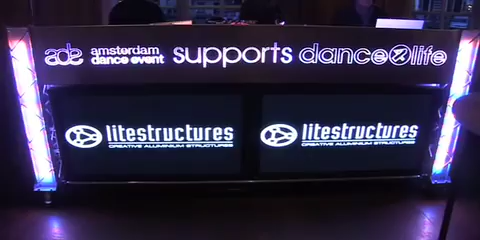 ade amsterdam dance event supports dance4life
litestructures
CREATIVE ALUMINIUM STRUCTURES
litestructures
CREATIVE ALUMINIUM STRUCTURES